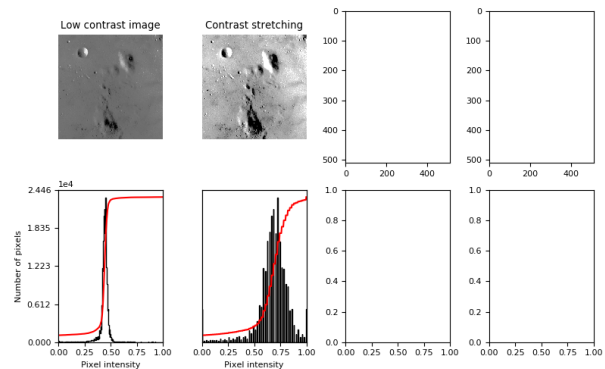 Low contrast image
Contrast stretching
0
100
200
300
400
500
0 200 400
0
100
200
300
400
500
0 200 400
1e4
2.446
1.835
1.223
0.612
0.000
Number of pixels
0.00 0.25 0.50 0.75 1.00
Pixel intensity
0.00 0.25 0.50 0.75 1.00
Pixel intensity
1.0
0.8
0.6
0.4
0.2
0.0
0.00 0.25 0.50 0.75 1.00
1.0
0.8
0.6
0.4
0.2
0.0
0.00 0.25 0.50 0.75 1.00